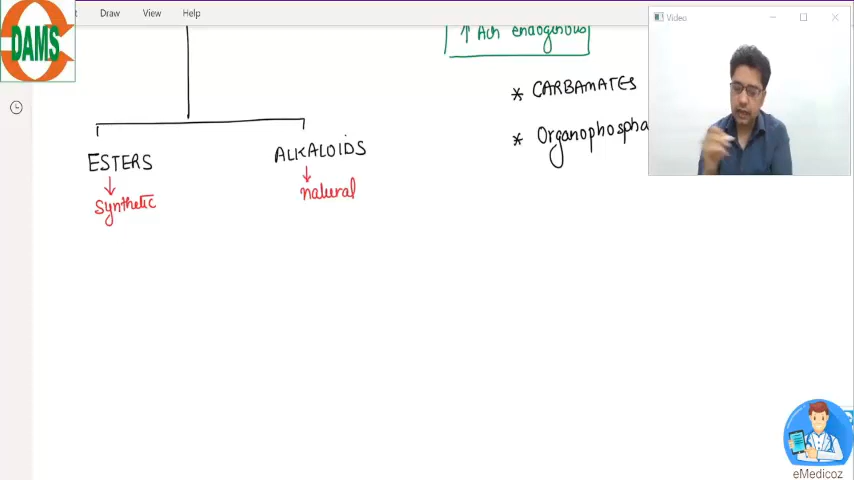 DAMS
Draw View Help
Video
↑ Ach endogenous
* CARBAMATES
* Organophospha
ESTERS
ALKALOIDS
↓
↓
Synthetic
natural
eMedicoz